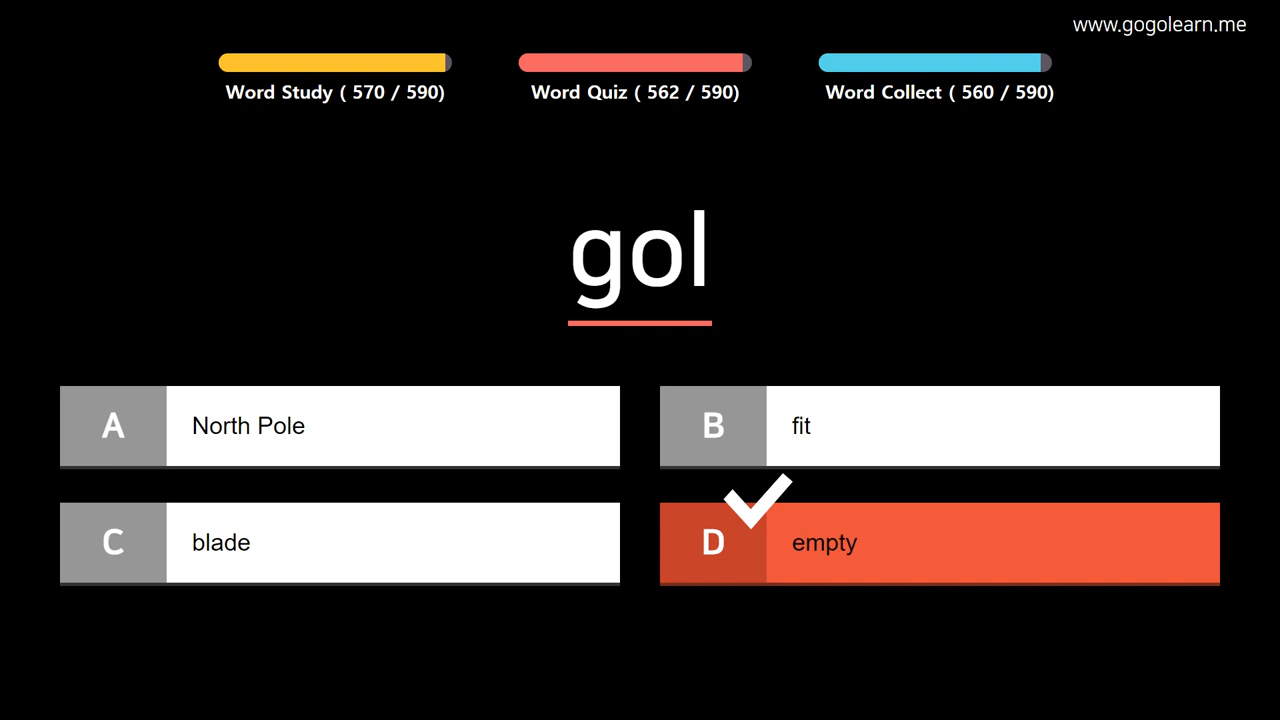 www.gogolearn.me
Word Study ( 570 / 590)
Word Quiz ( 562 / 590)
Word Collect ( 560 / 590)
gol
A North Pole
B fit
C blade
D empty